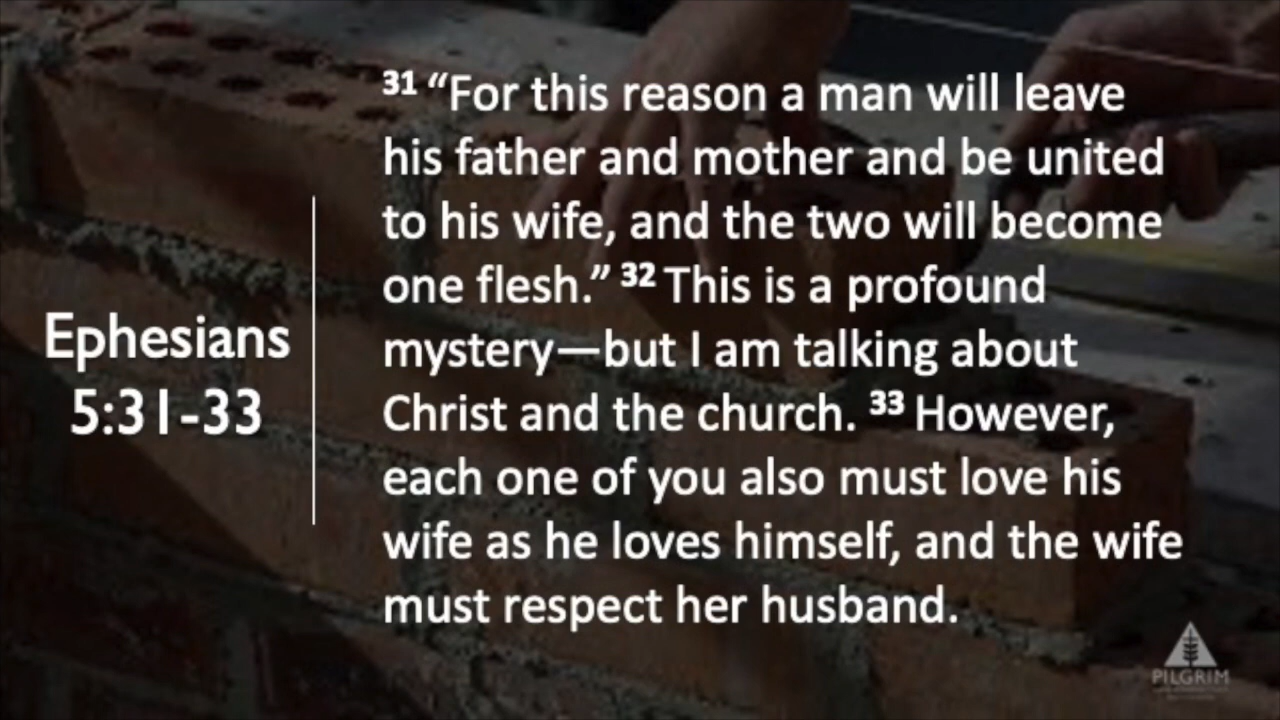 Ephesians
5:31-33
31 “For this reason a man will leave
his father and mother and be united
to his wife, and the two will become
one flesh.” 32 This is a profound
mystery—but I am talking about
Christ and the church. 33 However,
each one of you also must love his
wife as he loves himself, and the wife
must respect her husband.
PILGRIM